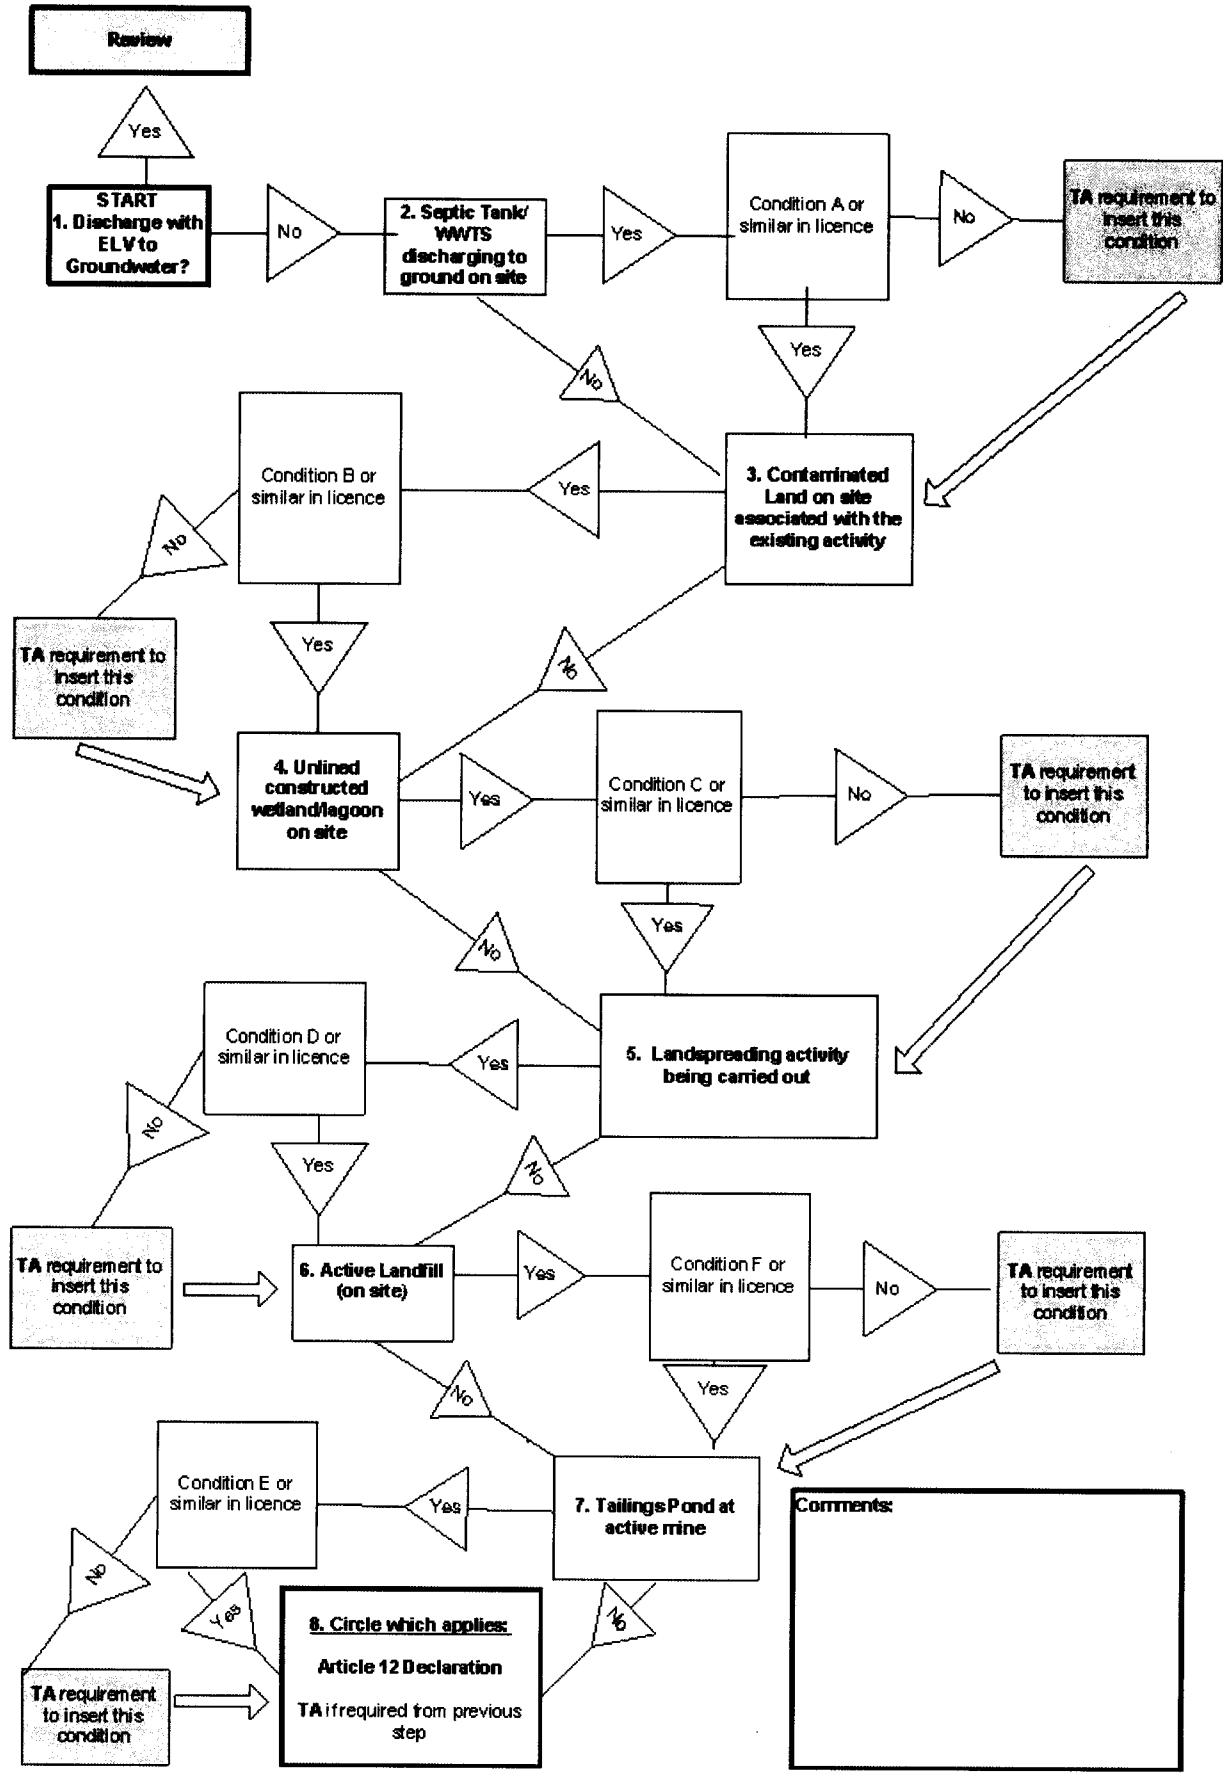 Review
Yes
START
1. Discharge with
ELV to
Groundwater?
No
2. Septic Tank/
WWTS
discharging to
ground on site
Yes
Condition A or
similar in licence
No
TA requirement to
insert this
condition
Yes
No
3. Contaminated
Land on site
associated with the
existing activity
Yes
Condition B or
similar in licence
No
TA requirement to
insert this
condition
Yes
No
4. Unlined
constructed
wetland/lagoon
on site
Yes
Condition C or
similar in licence
No
TA requirement
to insert this
condition
Yes
No
5. Landspreading activity
being carried out
Yes
Condition D or
similar in licence
No
TA requirement to
insert this
condition
Yes
No
6. Active Landfill
(on site)
Yes
Condition F or
similar in licence
No
TA requirement
to insert this
condition
Yes
No
7. Tailings Pond at
active mine
Yes
Condition E or
similar in licence
No
TA requirement
to insert this
condition
Yes
No
8. Circle which applies:
Article 12 Declaration
TA if required from previous
step
Comments: